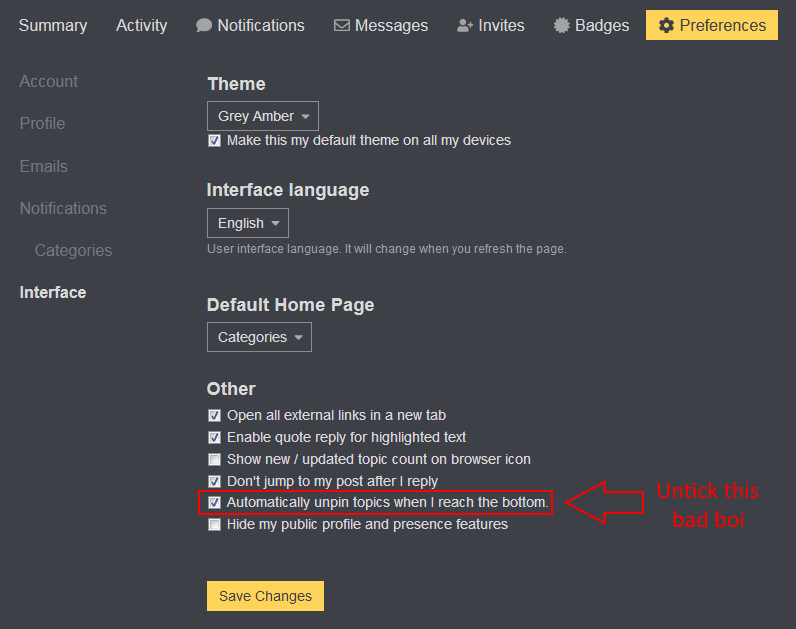 Summary Activity Notifications Messages Invites Badges Preferences
Account
Profile
Emails
Notifications
Categories
Interface
Theme
Grey Amber
Make this my default theme on all my devices
Interface language
English
User interface language. It will change when you refresh the page.
Default Home Page
Categories
Other
Open all external links in a new tab
Enable quote reply for highlighted text
Show new / updated topic count on browser icon
Don't jump to my post after I reply
Automatically unpin topics when I reach the bottom.
Hide my public profile and presence features
Untick this
bad boi
Save Changes